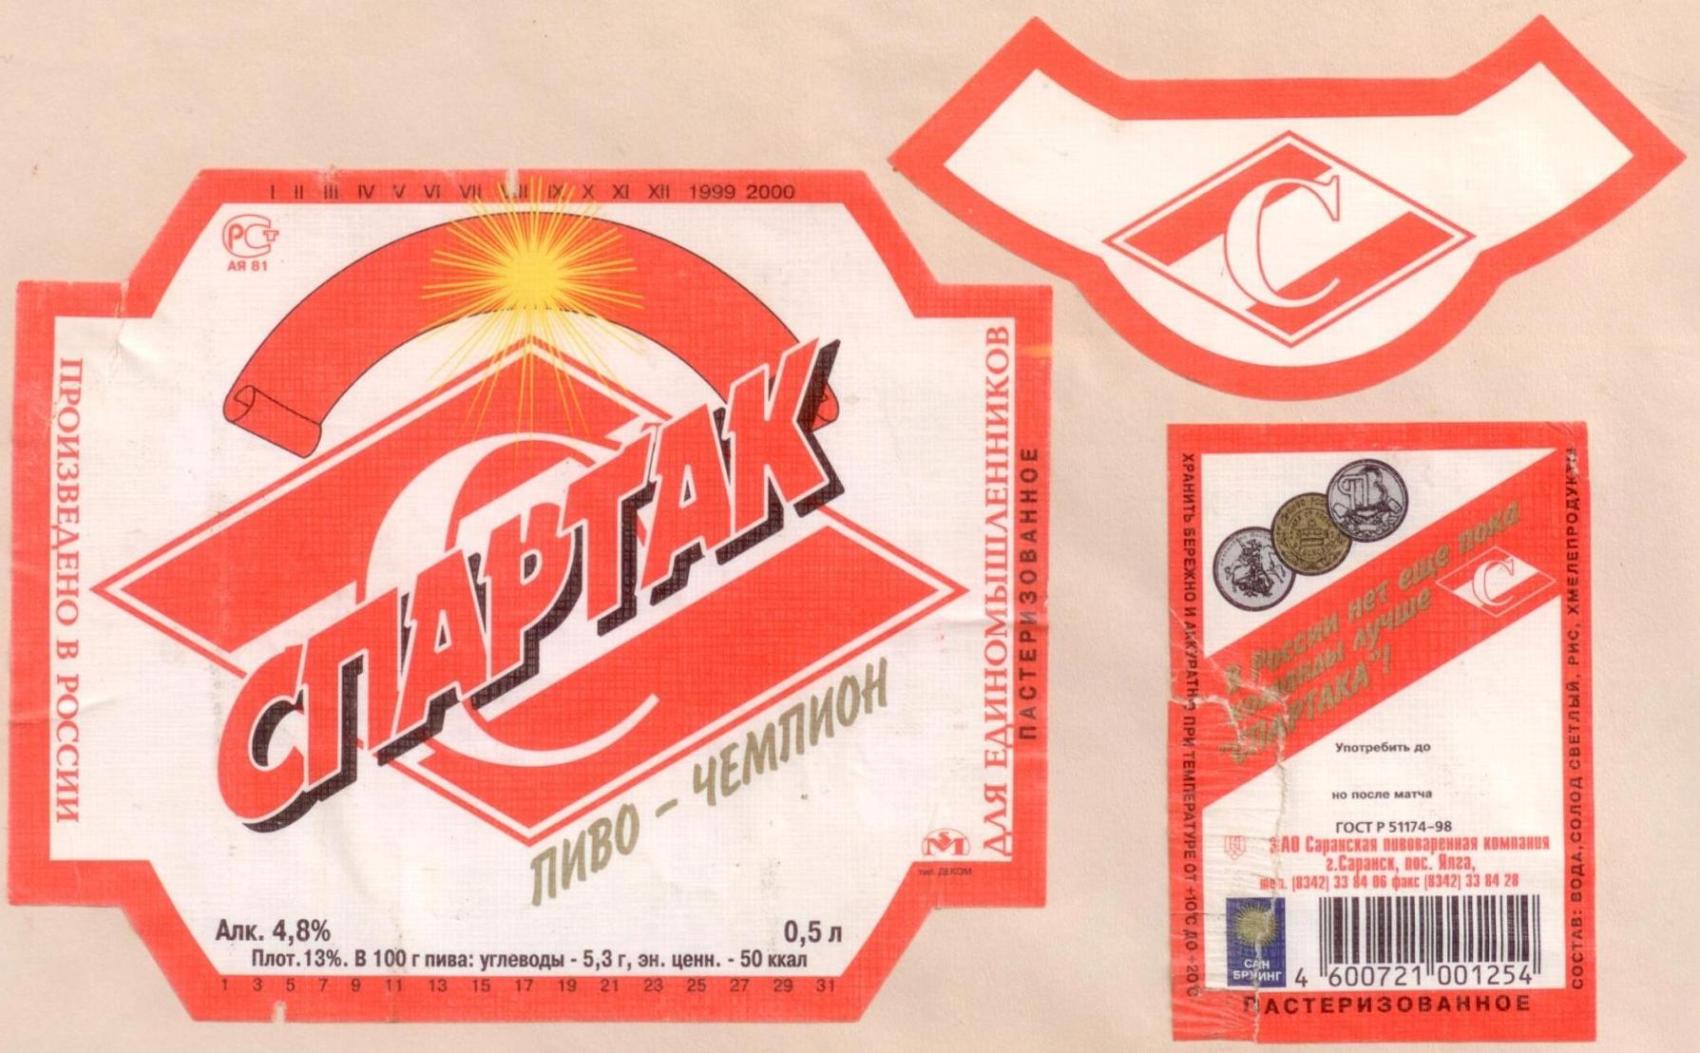 I II III IV V VI VII VIII IX X XI XII 1999 2000
РСТ
АЯ 81
ПРОИЗВЕДЕНО В РОССИИ
СПАРТАК
ПИВО – ЧЕМПИОН
ДЛЯ ЕДИНОМЫШЛЕННИКОВ
ПАСТЕРИЗОВАННОЕ
тип. ДЕКОМ
Алк. 4,8%
0,5 л
Плот.13%. В 100 г пива: углеводы - 5,3 г, эн. ценн. - 50 ккал
1 3 5 7 9 11 13 15 17 19 21 23 25 27 29 31
С
ХРАНИТЬ БЕРЕЖНО И АККУРАТНО ПРИ ТЕМПЕРАТУРЕ ОТ +10°С ДО +20°С
В России нет еще пока
команды лучше
"СПАРТАКА"!
С
Употребить до
но после матча
ГОСТ Р 51174-98
ЗАО Саранская пивоваренная компания
г.Саранск, пос. Ялга,
тел. (8342) 33 84 06 факс (8342) 33 84 28
САН
БРУИНГ
4 600721 001254
ПАСТЕРИЗОВАННОЕ
СОСТАВ: ВОДА, СОЛОД СВЕТЛЫЙ, РИС, ХМЕЛЕПРОДУКТЫ